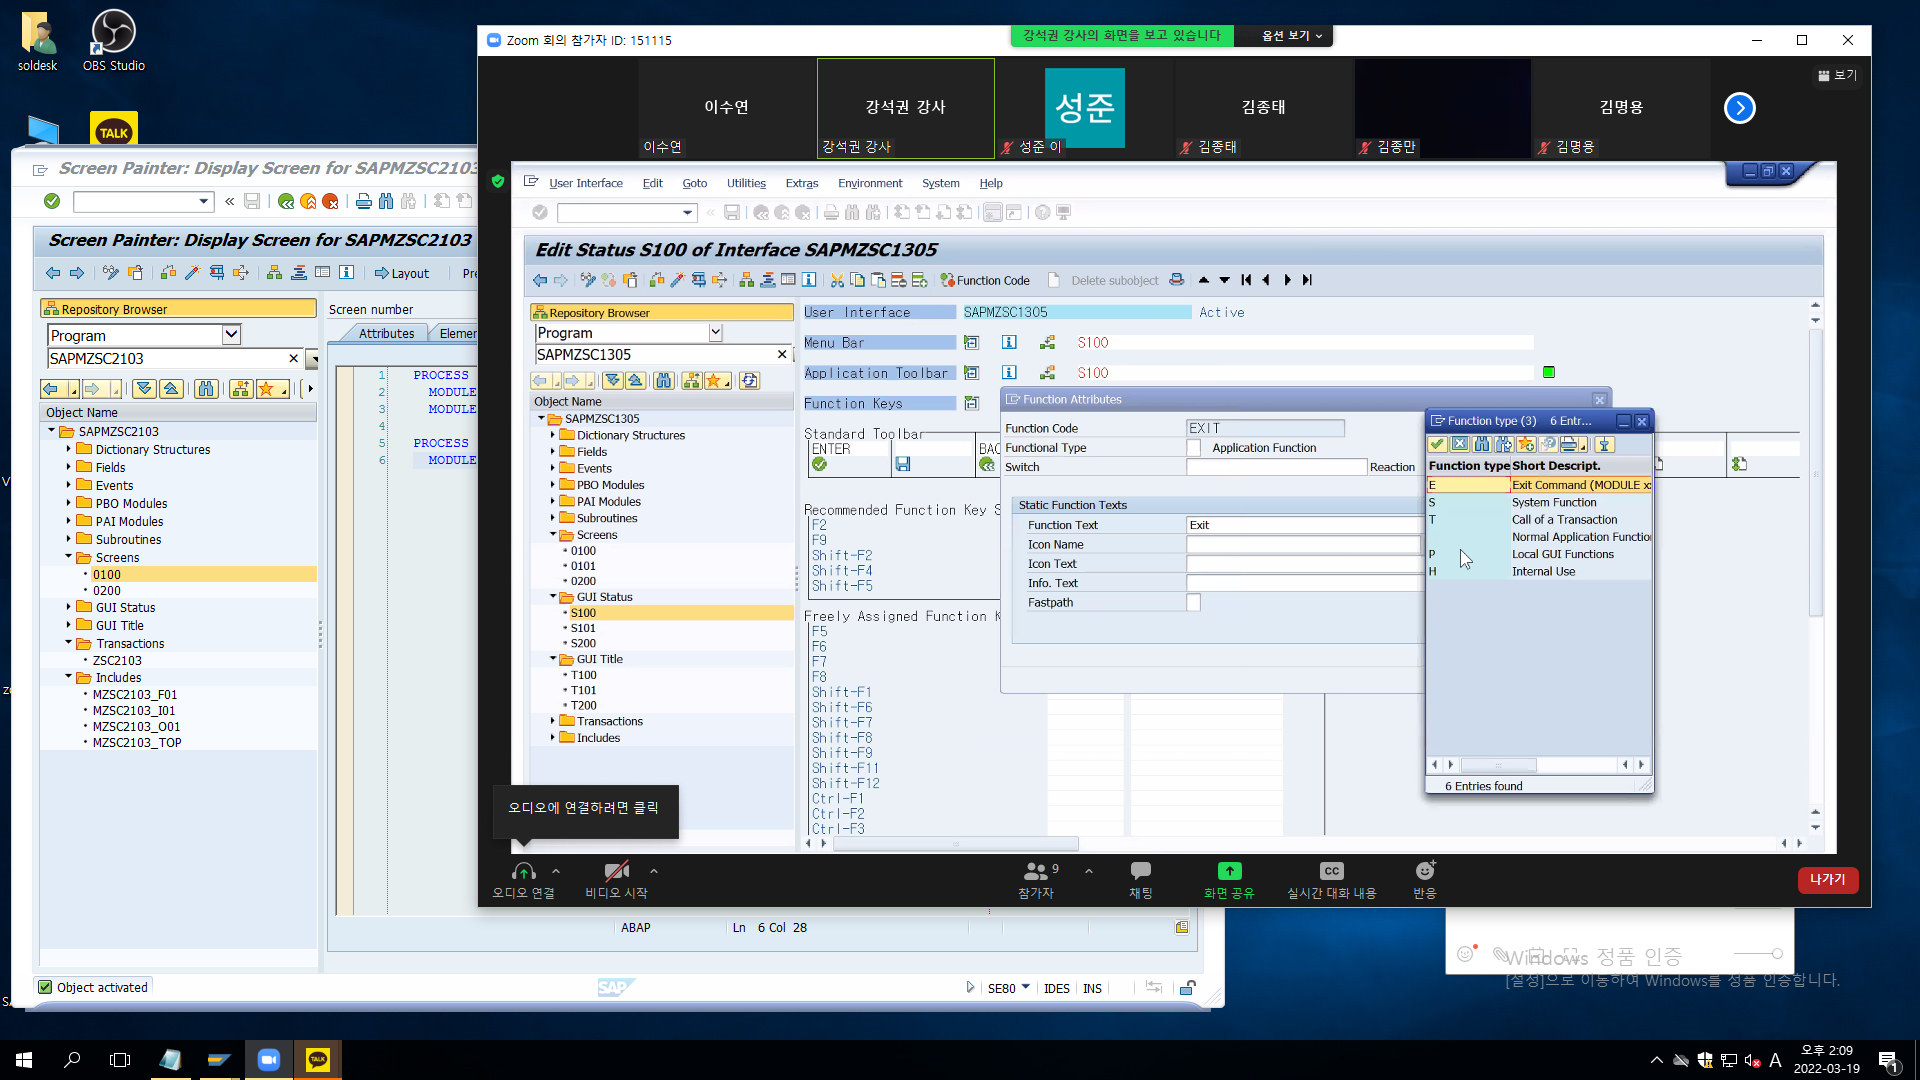 soldesk
OBS Studio
TALK
Zoom 회의 참가자 ID: 151115
강석권 강사의 화면을 보고 있습니다
옵션 보기
보기
이수연
이수연
강석권 강사
강석권 강사
성준
성준 이
김종태
김종태
김종만
김명용
김명용
Screen Painter: Display Screen for SAPMZSC2103
Screen Painter: Display Screen for SAPMZSC2103
Layout
Repository Browser
Screen number
Program
Attributes
SAPMZSC2103
Object Name
SAPMZSC2103
Dictionary Structures
Fields
Events
PBO Modules
PAI Modules
Subroutines
Screens
0100
0200
GUI Status
GUI Title
Transactions
ZSC2103
Includes
MZSC2103_F01
MZSC2103_I01
MZSC2103_O01
MZSC2103_TOP
1 PROCESS
2 MODULE
3 MODULE
4
5 PROCESS
6 MODULE
ABAP
Ln 6 Col 28
Object activated
SAP
SE80
IDES
INS
User Interface Edit Goto Utilities Extras Environment System Help
Edit Status S100 of Interface SAPMZSC1305
Function Code
Delete subobject
Repository Browser
Program
SAPMZSC1305
Object Name
SAPMZSC1305
Dictionary Structures
Fields
Events
PBO Modules
PAI Modules
Subroutines
Screens
0100
0101
0200
GUI Status
S100
S101
S200
GUI Title
T100
T101
T200
Transactions
Includes
User Interface SAPMZSC1305 Active
Menu Bar S100
Application Toolbar S100
Function Keys
Standard Toolbar
ENTER
Recommended Function Key S
F2
F9
Shift-F2
Shift-F4
Shift-F5
Freely Assigned Function K
F5
F6
F7
F8
Shift-F1
Shift-F6
Shift-F7
Shift-F8
Shift-F9
Shift-F11
Shift-F12
Ctrl-F1
Ctrl-F2
Ctrl-F3
Function Attributes
Function Code EXIT
Functional Type Application Function
Switch Reaction
Static Function Texts
Function Text Exit
Icon Name
Icon Text
Info. Text
Fastpath
Function type (3) 6 Entr...
Function type Short Descript.
E Exit Command (MODULE x
S System Function
T Call of a Transaction
Normal Application Functio
P Local GUI Functions
H Internal Use
6 Entries found
오디오에 연결하려면 클릭
오디오 연결
비디오 시작
9
참가자
채팅
화면 공유
CC
실시간 대화 내용
반응
나가기
Windows 정품 인증
[설정]으로 이동하여 Windows를 정품 인증합니다.
TALK
A
오후 2:09
2022-03-19
1